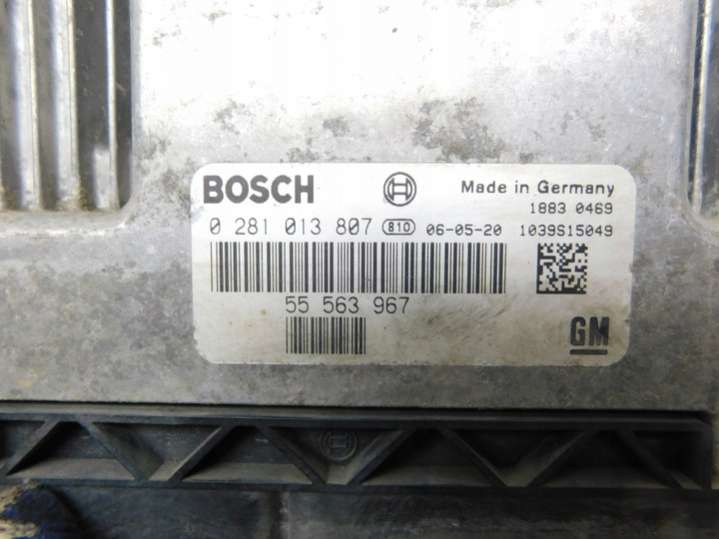 BOSCH
Made in Germany
1883 0469
0 281 013 807 810 06-05-20 1039S15049
55 563 967
GM